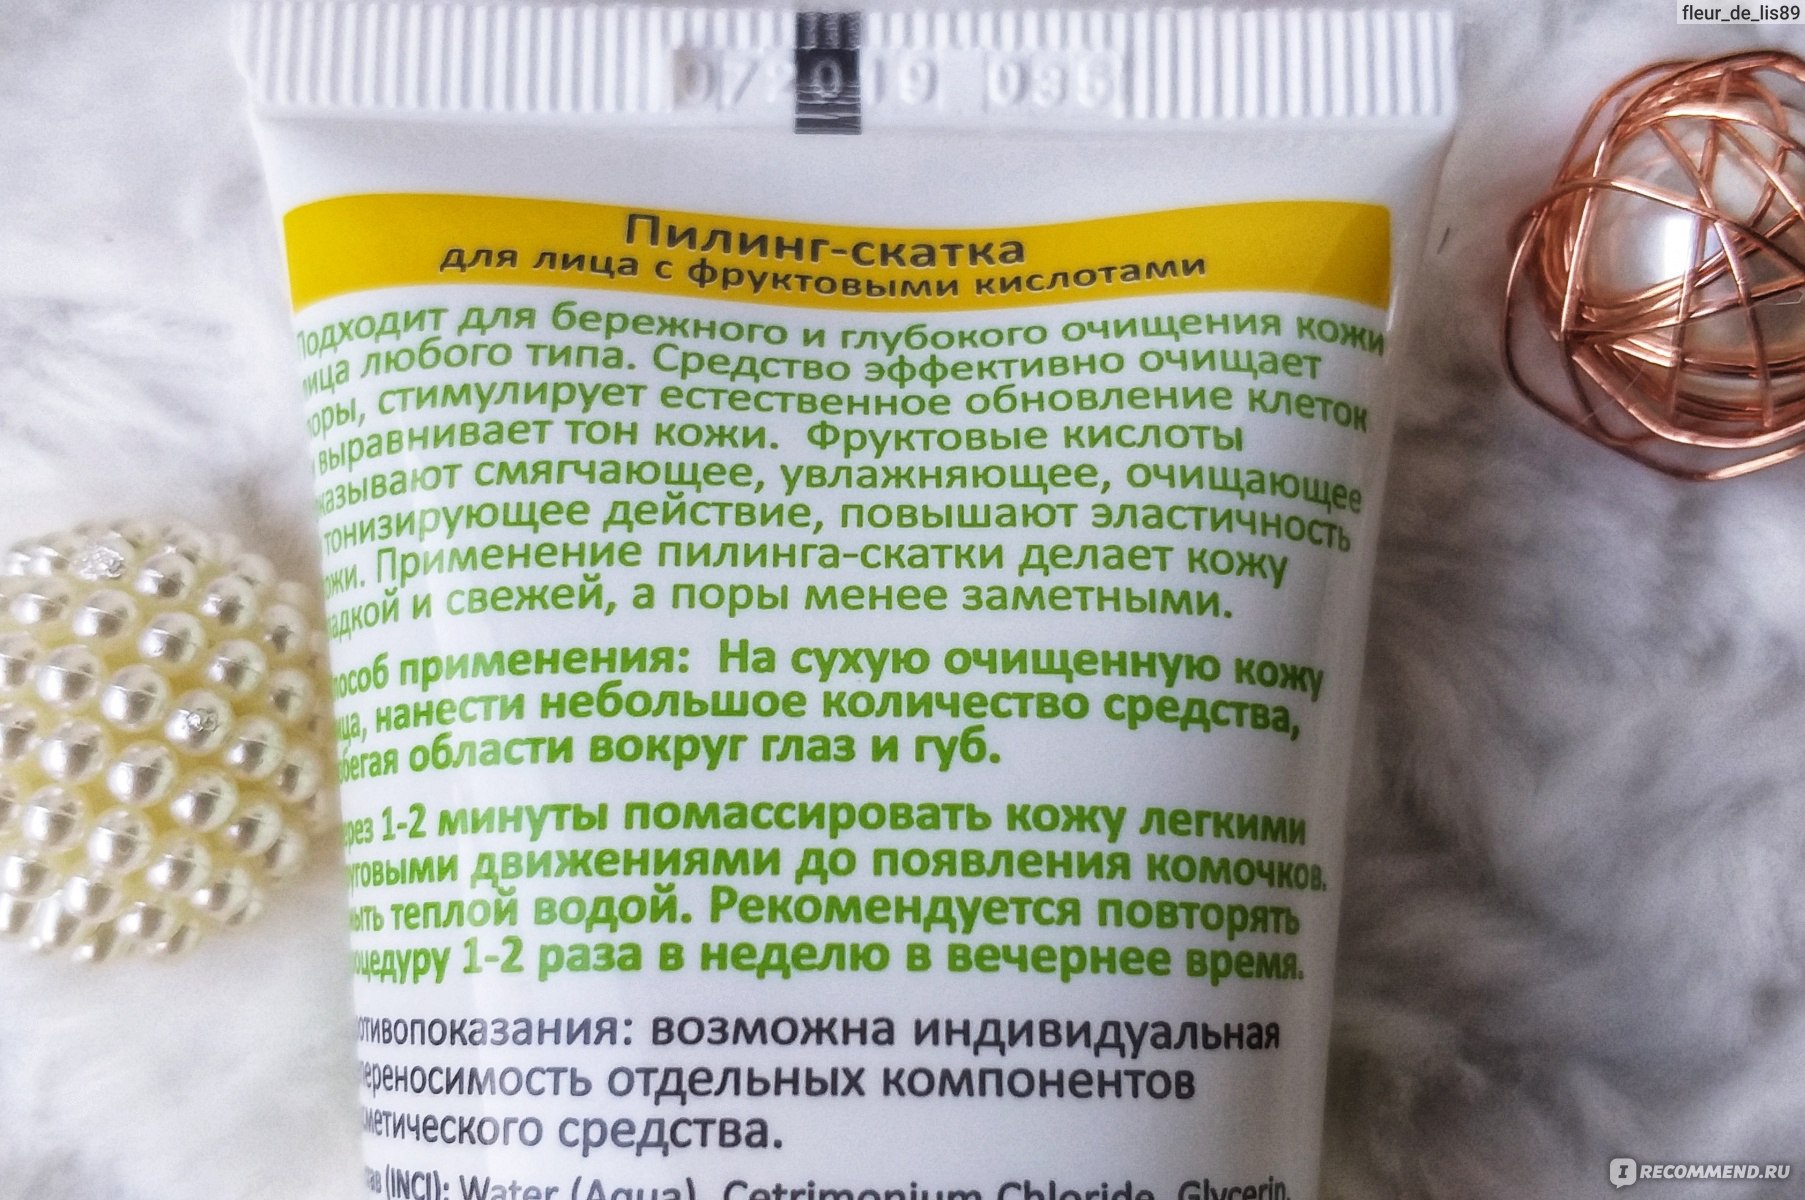 fleur_de_lis89
072019 036
Пилинг-скатка
для лица с фруктовыми кислотами
Подходит для бережного и глубокого очищения кожи
лица любого типа. Средство эффективно очищает
поры, стимулирует естественное обновление клеток
и выравнивает тон кожи. Фруктовые кислоты
оказывают смягчающее, увлажняющее, очищающее
тонизирующее действие, повышают эластичность
кожи. Применение пилинга-скатки делает кожу
гладкой и свежей, а поры менее заметными.
Способ применения: На сухую очищенную кожу
лица, нанести небольшое количество средства,
избегая области вокруг глаз и губ.
Через 1-2 минуты помассировать кожу легкими
круговыми движениями до появления комочков.
Смыть теплой водой. Рекомендуется повторять
процедуру 1-2 раза в неделю в вечернее время.
Противопоказания: возможна индивидуальная
непереносимость отдельных компонентов
косметического средства.
Состав (INCI): Water (Aqua), Cetrimonium Chloride, Glycerin,
IRECOMMEND.RU